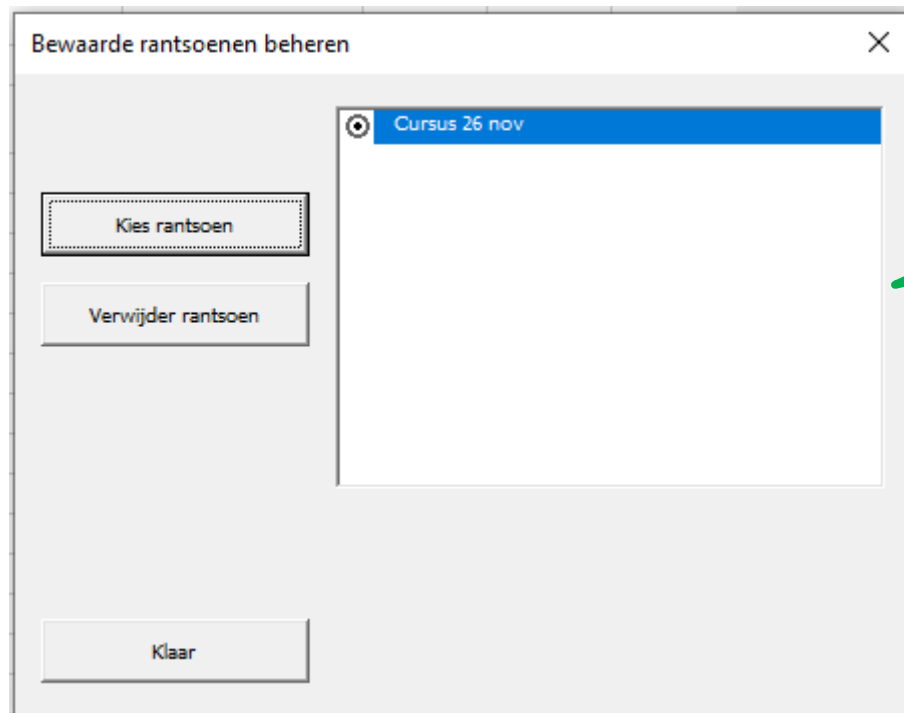 Bewaarde rantsoenen beheren
Cursus 26 nov
Kies rantsoen
Verwijder rantsoen
Klaar